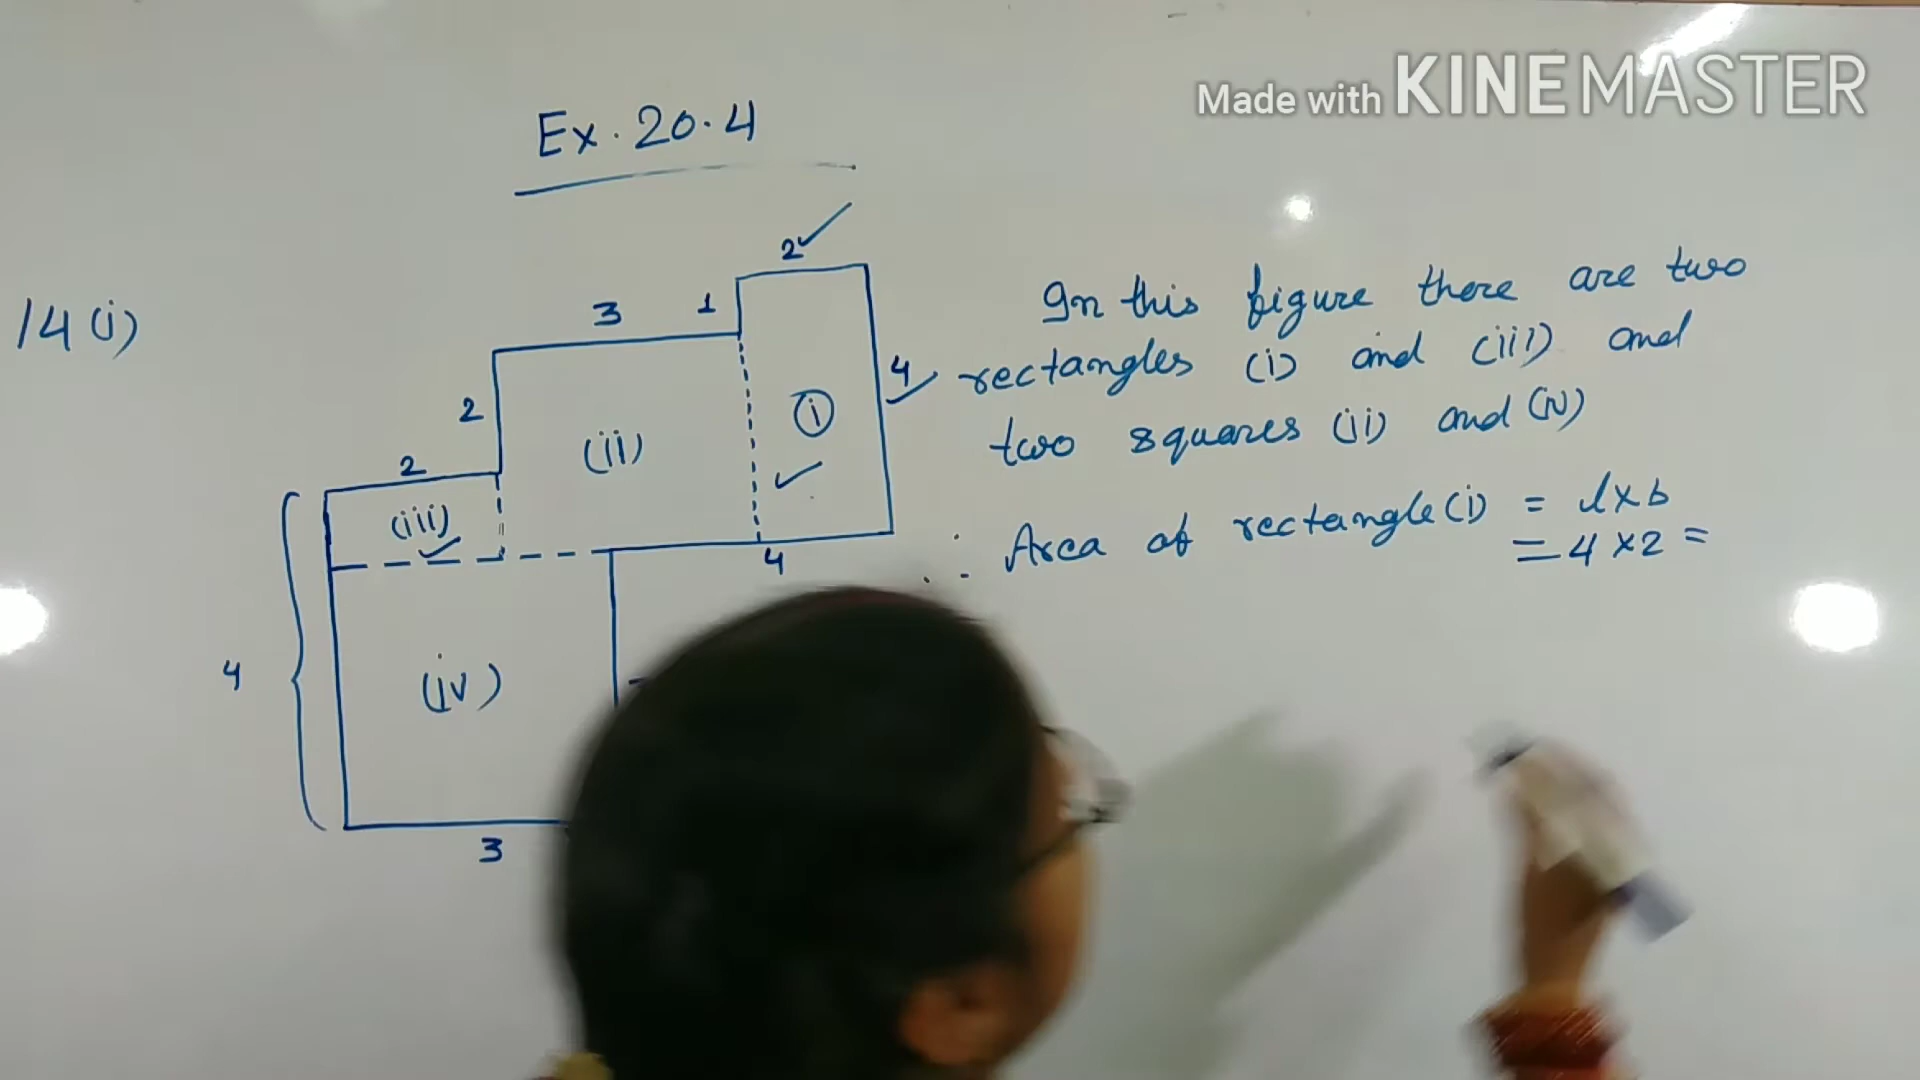 Made with KINEMASTER
Ex. 20.4
14 (i)
2
3
1
4
2
(i)
(ii)
2
(iii)
4
4
(iv)
3
In this figure there are two
rectangles (i) and (iii) and
two squares (ii) and (iv)
∴ Area of rectangle (i) = l×b
= 4 × 2 =